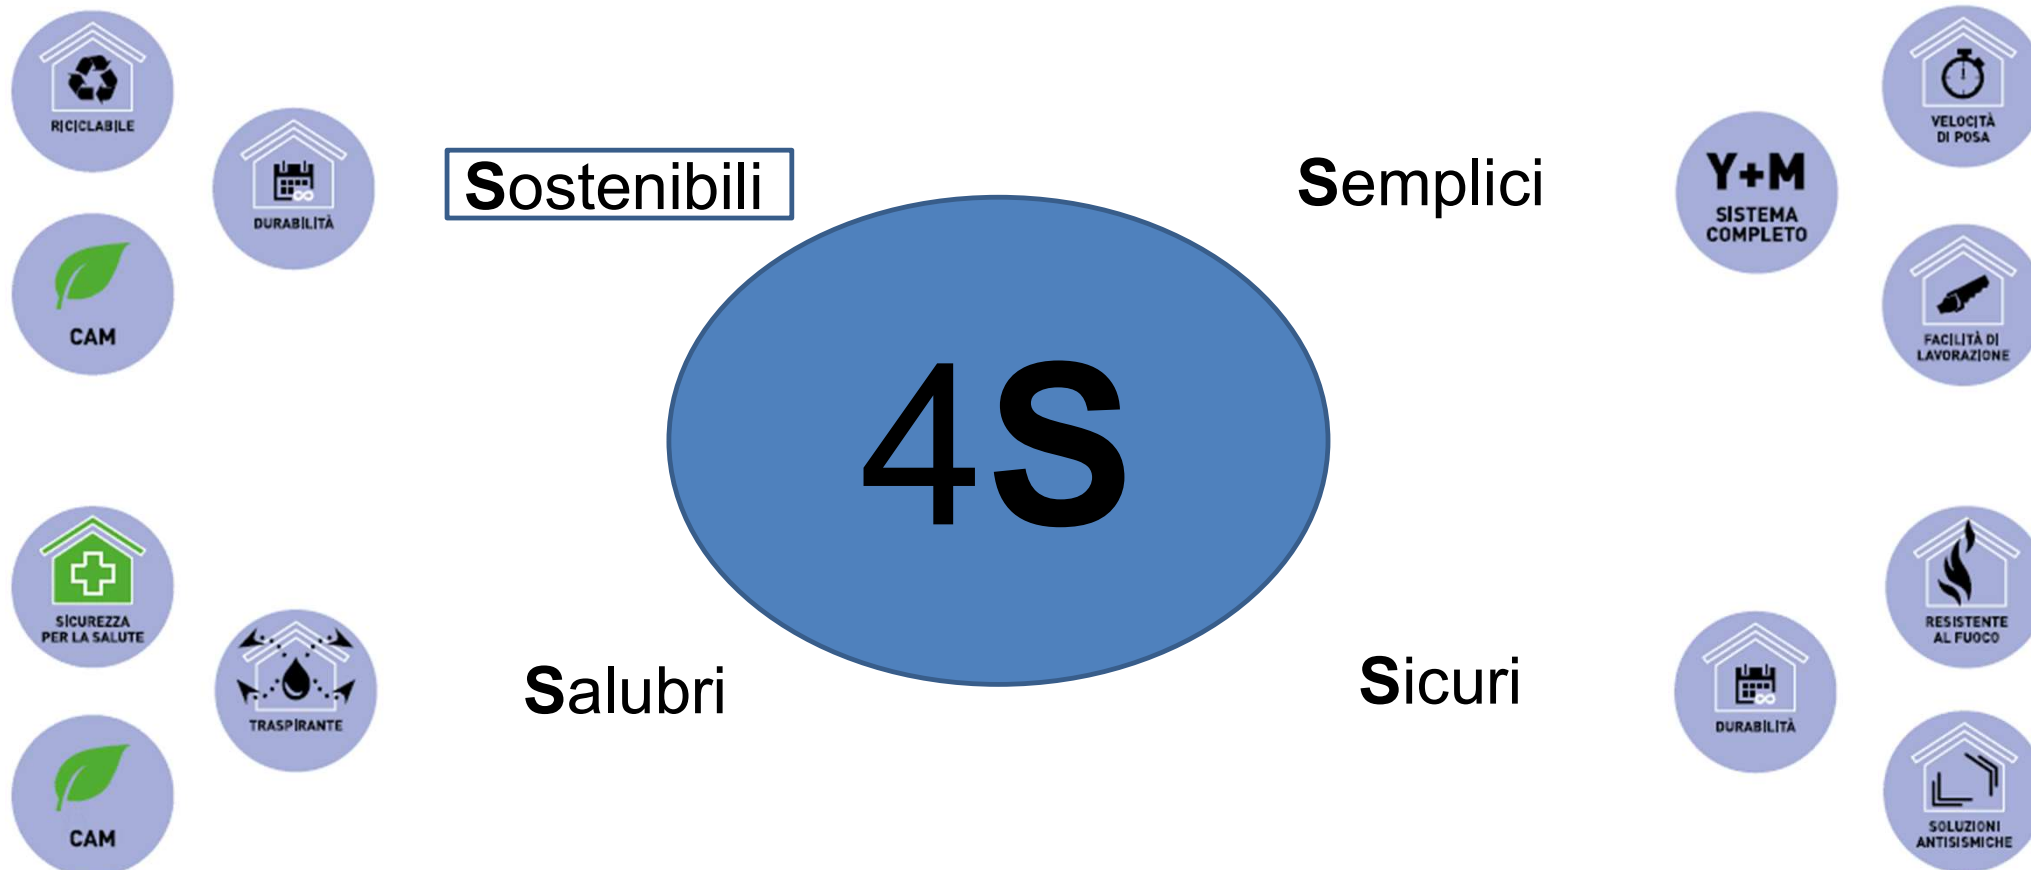 RICICLABILE
DURABILITÀ
CAM
Sostenibili
Semplici
Y+M
SISTEMA
COMPLETO
VELOCITÀ
DI POSA
FACILITÀ DI
LAVORAZIONE
4S
SICUREZZA
PER LA SALUTE
TRASPIRANTE
CAM
Salubri
Sicuri
DURABILITÀ
RESISTENTE
AL FUOCO
SOLUZIONI
ANTISISMICHE